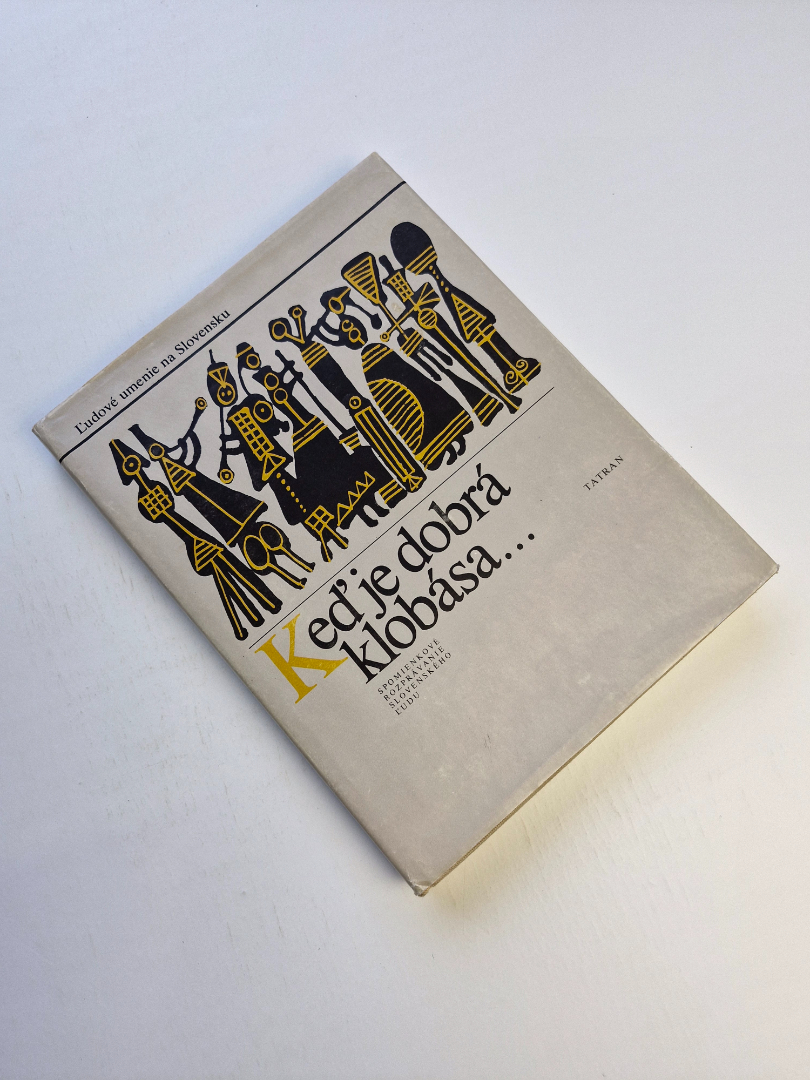 Ľudové umenie na Slovensku
Keď je dobrá
klobása...
SPOMIENKOVÉ
ROZPRÁVANIE
SLOVENSKÉHO
ĽUDU
TATRAN